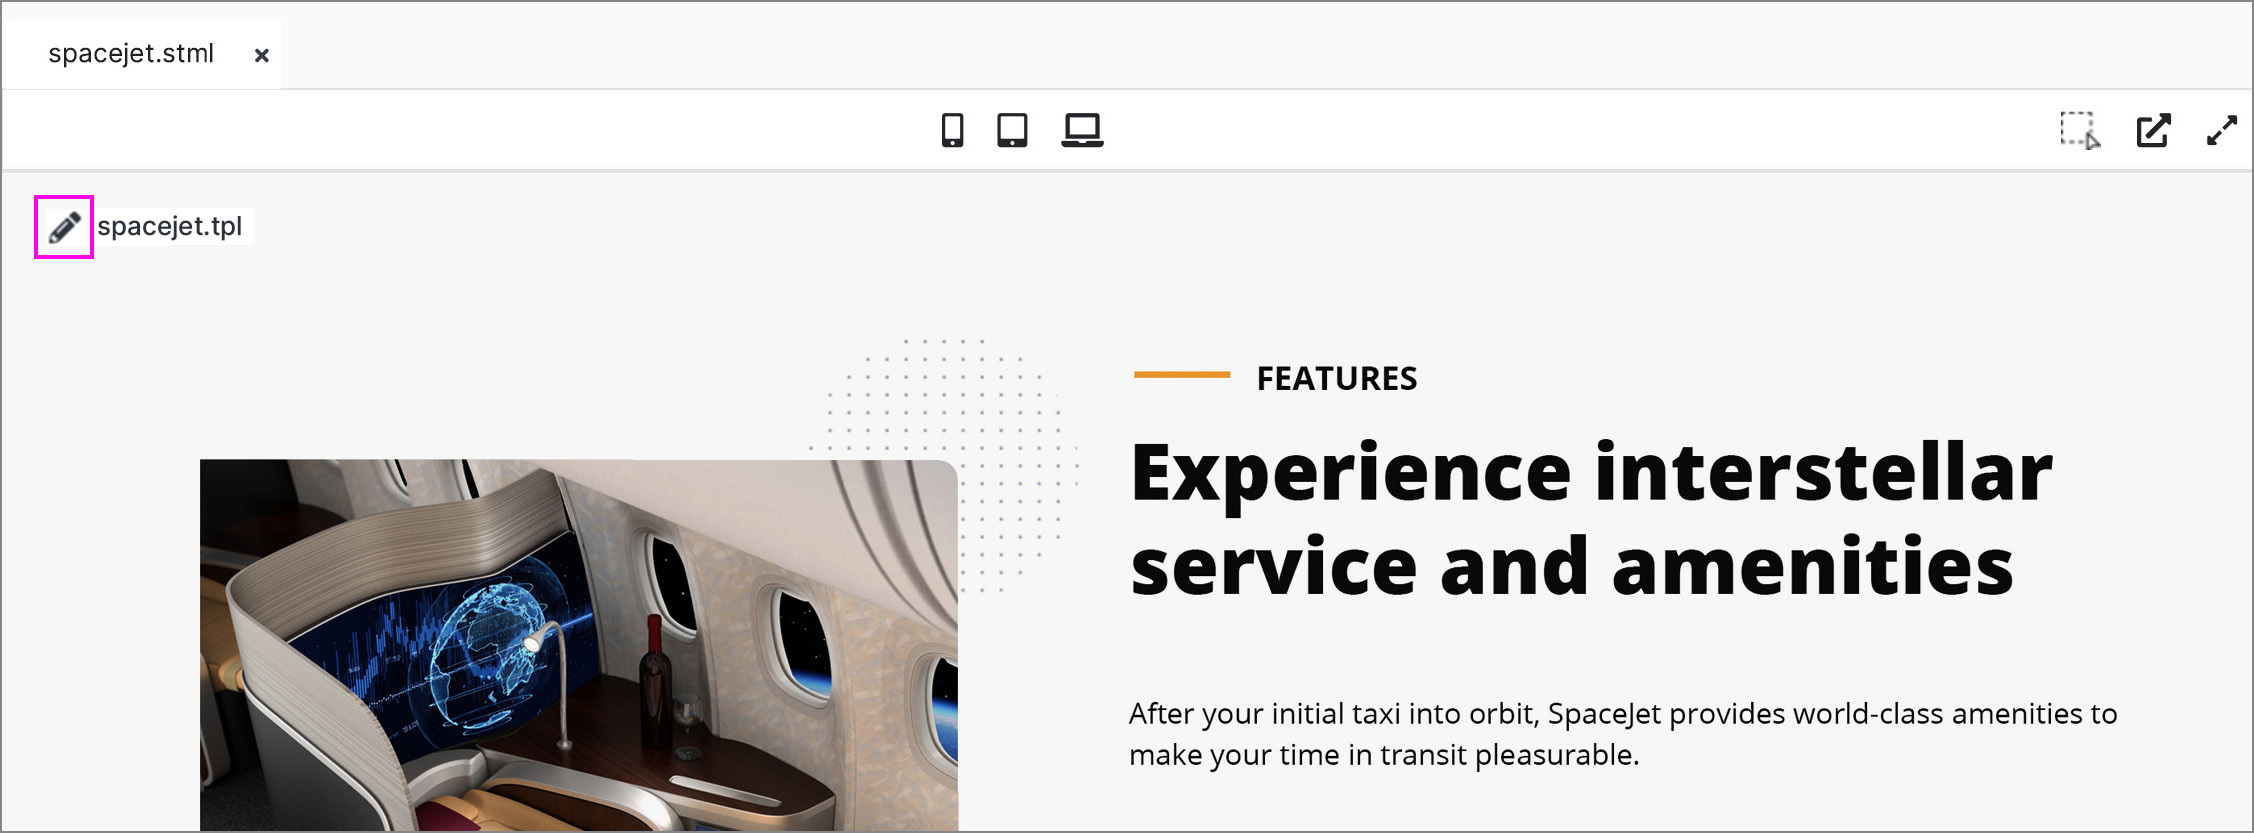 spacejet.stml
spacejet.tpl
FEATURES
Experience interstellar
service and amenities
After your initial taxi into orbit, SpaceJet provides world-class amenities to
make your time in transit pleasurable.